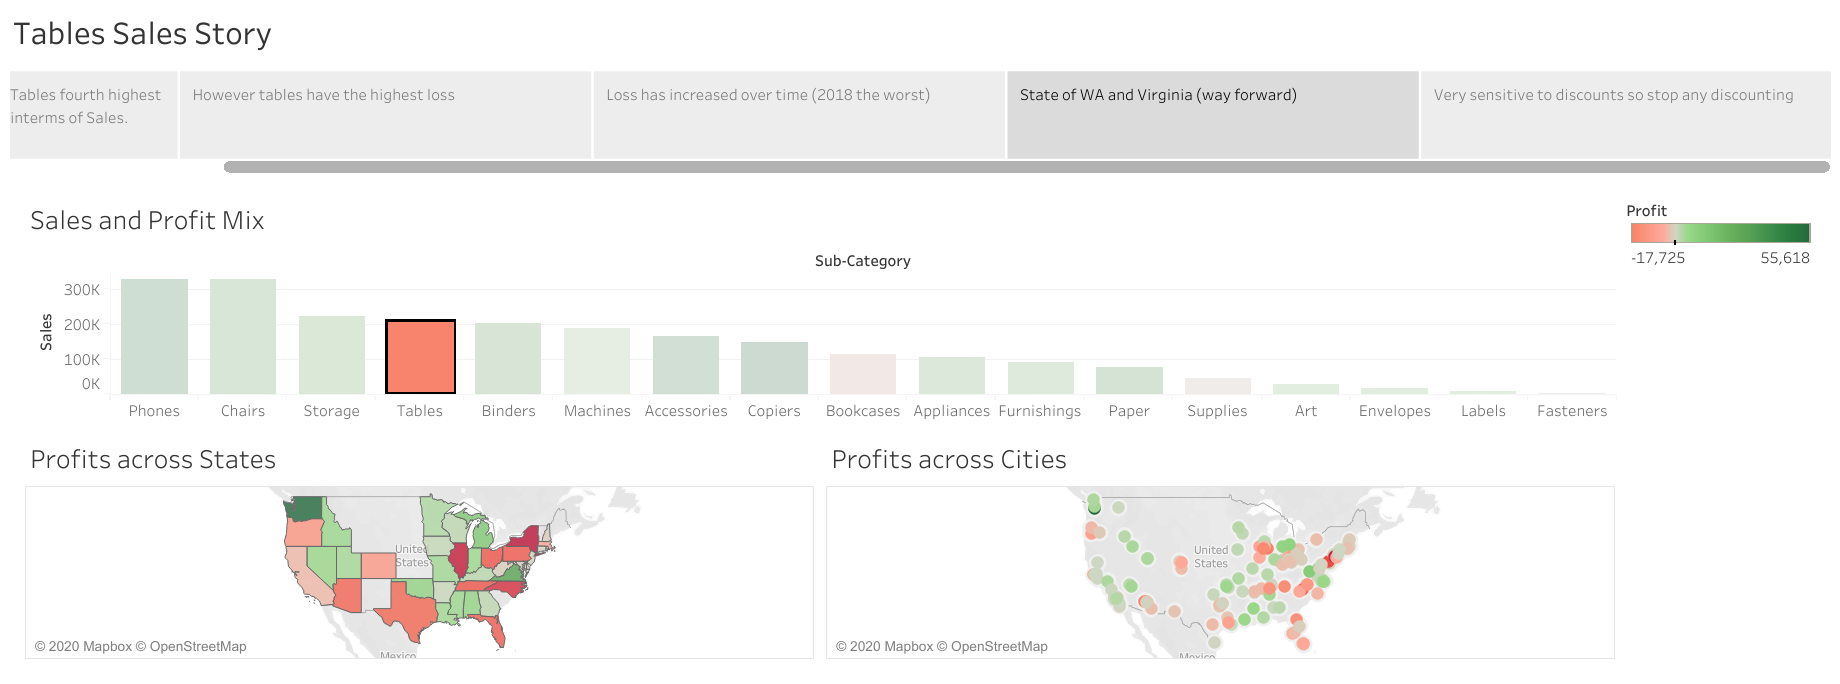 Tables Sales Story
Tables fourth highest
interms of Sales.
However tables have the highest loss
Loss has increased over time (2018 the worst)
State of WA and Virginia (way forward)
Very sensitive to discounts so stop any discounting
Sales and Profit Mix
Profit
-17,725 55,618
Sub-Category
Sales
300K
200K
100K
0K
Phones Chairs Storage Tables Binders Machines Accessories Copiers Bookcases Appliances Furnishings Paper Supplies Art Envelopes Labels Fasteners
Profits across States
United
States
Mexico
© 2020 Mapbox © OpenStreetMap
Profits across Cities
United
States
Mexico
© 2020 Mapbox © OpenStreetMap